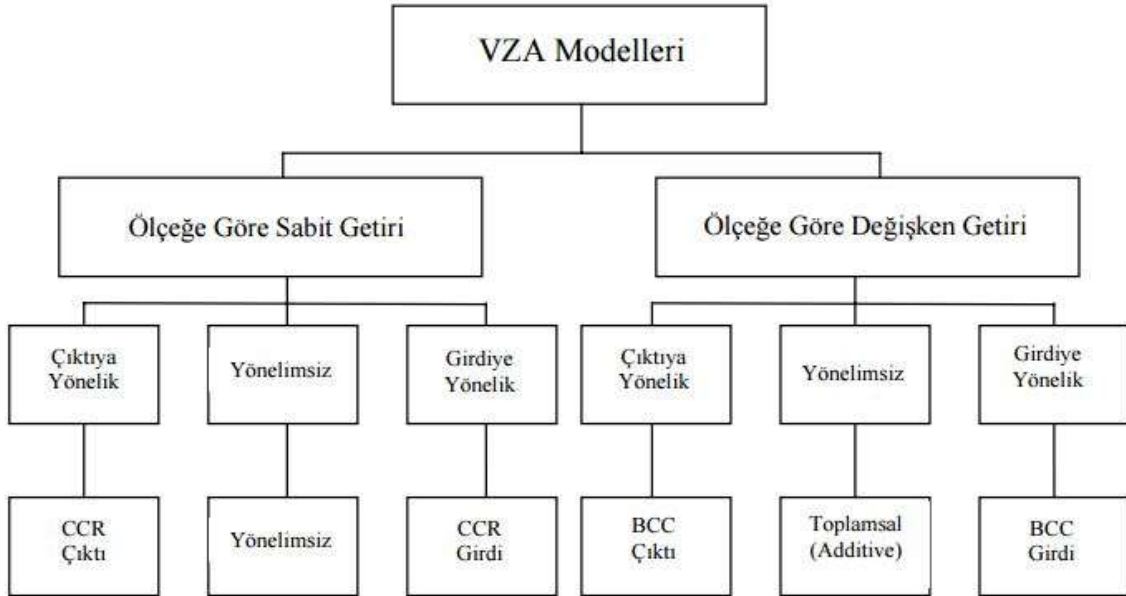 VZA Modelleri
Ölçeğe Göre Sabit Getiri
Ölçeğe Göre Değişken Getiri
Çıktıya
Yönelik
Yönelimsiz
Girdiye
Yönelik
Çıktıya
Yönelik
Yönelimsiz
Girdiye
Yönelik
CCR
Çıktı
Yönelimsiz
CCR
Girdi
BCC
Çıktı
Toplamsal
(Additive)
BCC
Girdi